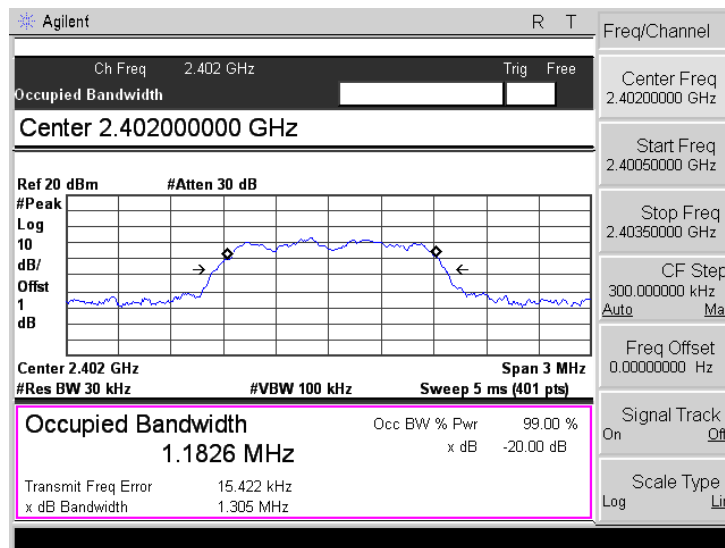 Agilent R T
Freq/Channel
Ch Freq 2.402 GHz Trig Free
Occupied Bandwidth
Center 2.402000000 GHz
Ref 20 dBm #Atten 30 dB
#Peak
Log
10
dB/
Offst
1
dB
Center 2.402 GHz Span 3 MHz
#Res BW 30 kHz #VBW 100 kHz Sweep 5 ms (401 pts)
Occupied Bandwidth Occ BW % Pwr 99.00 %
1.1826 MHz x dB -20.00 dB
Transmit Freq Error 15.422 kHz
x dB Bandwidth 1.305 MHz
Center Freq
2.40200000 GHz
Start Freq
2.40050000 GHz
Stop Freq
2.40350000 GHz
CF Step
300.000000 kHz
Auto Ma
Freq Offset
0.00000000 Hz
Signal Track
On Off
Scale Type
Log Li